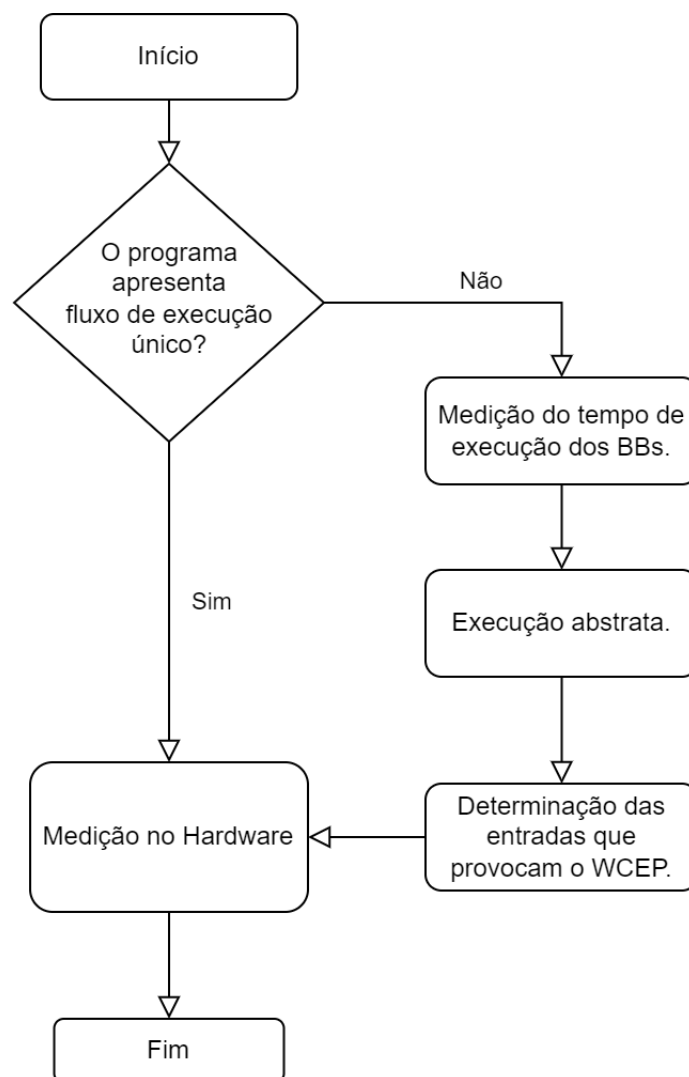 Início
O programa
apresenta
fluxo de execução
único?
Não
Medição do tempo de
execução dos BBs.
Sim
Execução abstrata.
Medição no Hardware
Determinação das
entradas que
provocam o WCEP.
Fim